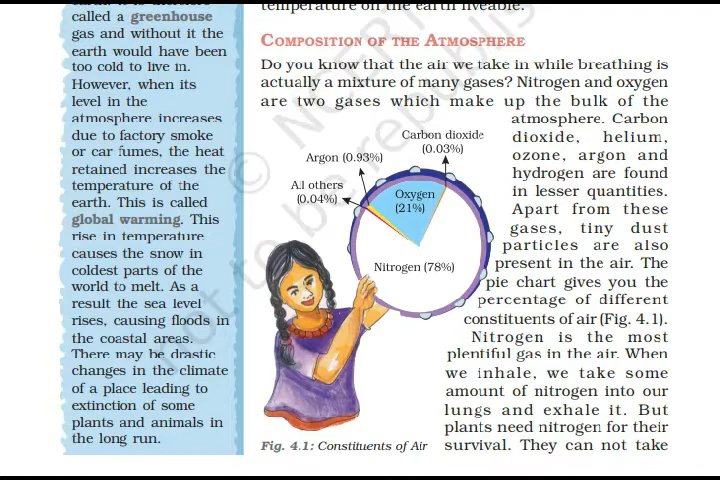 called a greenhouse
gas and without it the
earth would have been
too cold to live in.
However, when its
level in the
atmosphere increases
due to factory smoke
or car fumes, the heat
retained increases the
temperature of the
earth. This is called
global warming. This
rise in temperature
causes the snow in
coldest parts of the
world to melt. As a
result the sea level
rises, causing floods in
the coastal areas.
There may be drastic
changes in the climate
of a place leading to
extinction of some
plants and animals in
the long run.
temperature on the earth liveable.
COMPOSITION OF THE ATMOSPHERE
Do you know that the air we take in while breathing is
actually a mixture of many gases? Nitrogen and oxygen
are two gases which make up the bulk of the
atmosphere. Carbon
dioxide, helium,
ozone, argon and
hydrogen are found
in lesser quantities.
Apart from these
gases, tiny dust
particles are also
present in the air. The
pie chart gives you the
percentage of different
constituents of air (Fig. 4.1).
Nitrogen is the most
plentiful gas in the air. When
we inhale, we take some
amount of nitrogen into our
lungs and exhale it. But
plants need nitrogen for their
survival. They can not take
Carbon dioxide
(0.03%)
Argon (0.93%)
All others
(0.04%)
Oxygen
(21%)
Nitrogen (78%)
Fig. 4.1: Constituents of Air
© NCERT
not to be republis